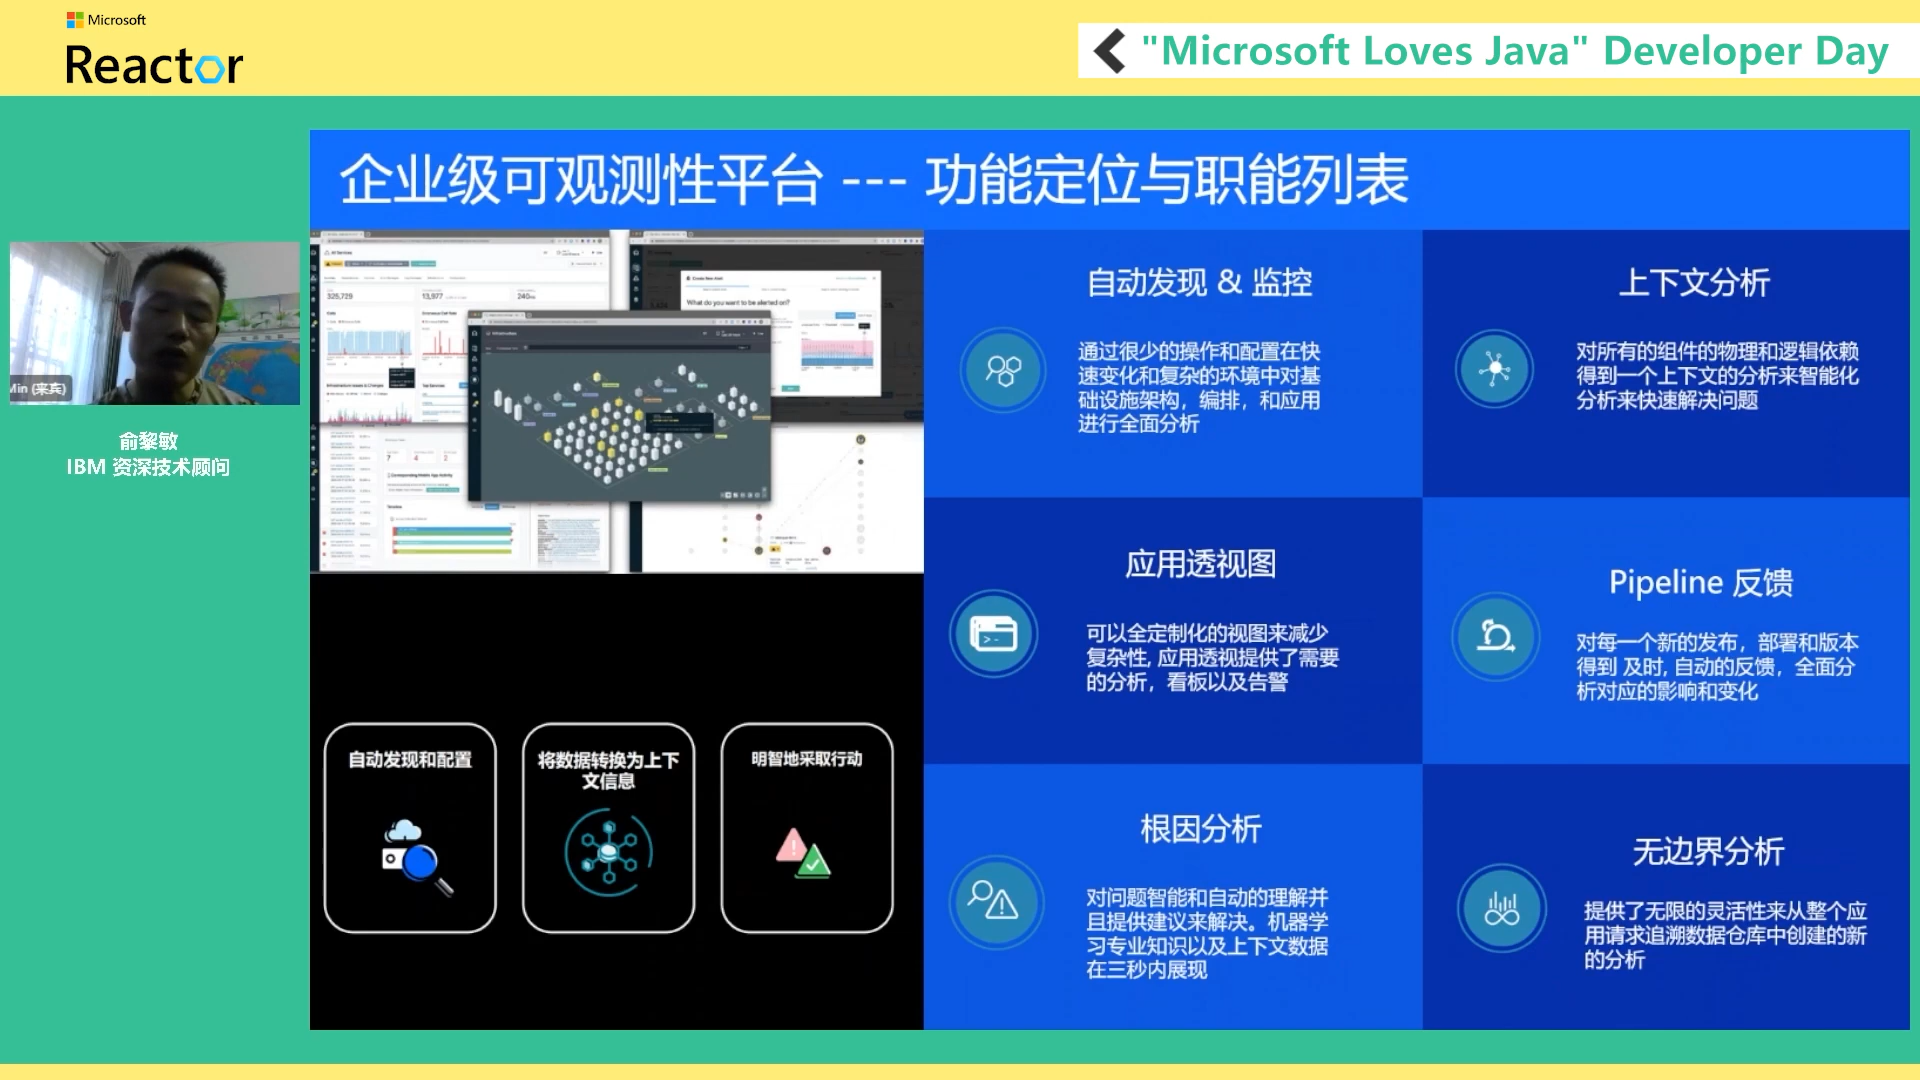 Microsoft
Reactor
"Microsoft Loves Java" Developer Day
企业级可观测性平台 --- 功能定位与职能列表
Min (来宾)
俞黎敏
IBM 资深技术顾问
325,729
13,977
240ms
What do you want to be alerted on?
自动发现和配置
将数据转换为上下
文信息
明智地采取行动
自动发现 & 监控
通过很少的操作和配置在快
速变化和复杂的环境中对基
础设施架构，编排，和应用
进行全面分析
上下文分析
对所有的组件的物理和逻辑依赖
得到一个上下文的分析来智能化
分析来快速解决问题
应用透视图
可以全定制化的视图来减少
复杂性, 应用透视提供了需要
的分析，看板以及告警
Pipeline 反馈
对每一个新的发布，部署和版本
得到 及时, 自动的反馈，全面分
析对应的影响和变化
根因分析
对问题智能和自动的理解并
且提供建议来解决。机器学
习专业知识以及上下文数据
在三秒内展现
无边界分析
提供了无限的灵活性来从整个应
用请求追溯数据仓库中创建的新
的分析